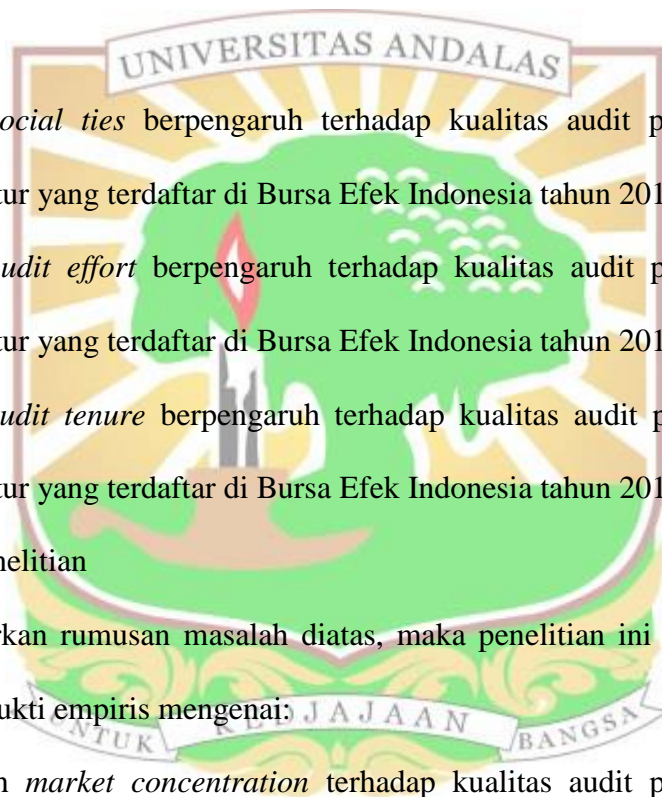 UNIVERSITAS ANDALAS
ocial ties berpengaruh terhadap kualitas audit p
tur yang terdaftar di Bursa Efek Indonesia tahun 201
udit effort berpengaruh terhadap kualitas audit p
tur yang terdaftar di Bursa Efek Indonesia tahun 201
udit tenure berpengaruh terhadap kualitas audit p
tur yang terdaftar di Bursa Efek Indonesia tahun 201
nelitian
rkan rumusan masalah diatas, maka penelitian ini
ukti empiris mengenai:
UNTUK KEDJAJAAN BANGSA
n market concentration terhadap kualitas audit p